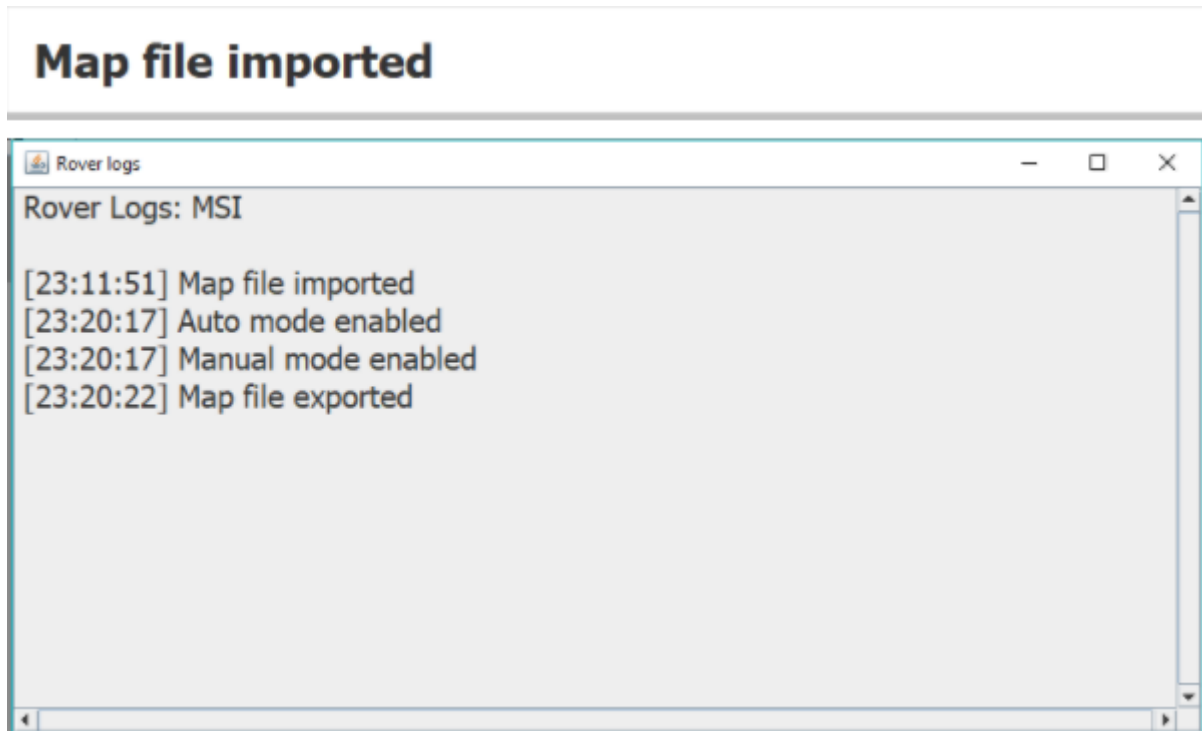 Map file imported
Rover logs
Rover Logs: MSI
[23:11:51] Map file imported
[23:20:17] Auto mode enabled
[23:20:17] Manual mode enabled
[23:20:22] Map file exported